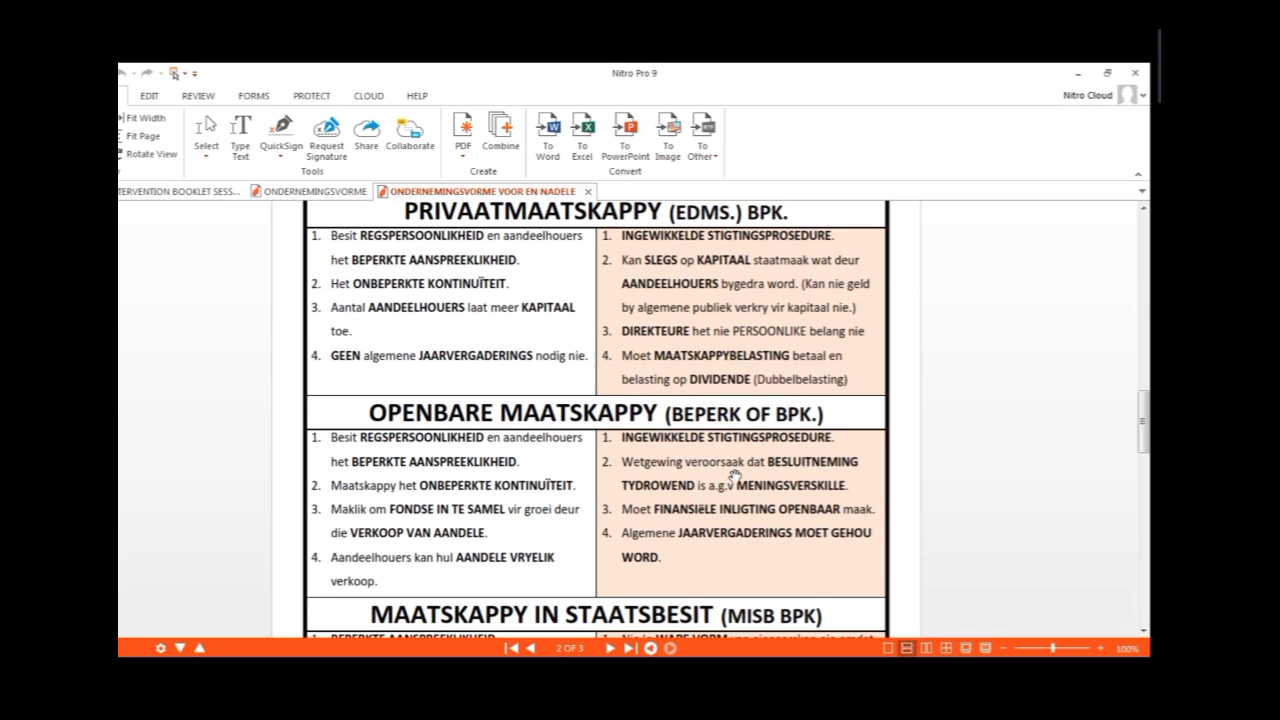 Nitro Pro 9
EDIT REVIEW FORMS PROTECT CLOUD HELP
Nitro Cloud
Fit Width
Fit Page
Rotate View
Select
Type Text
QuickSign
Request Signature
Share
Collaborate
Tools
PDF
Combine
Create
To Word
To Excel
To PowerPoint
To Image
To Other
Convert
TERVENTION BOOKLET SESS...
ONDERNEMINGSVORME
ONDERNEMINGSVORME VOOR EN NADELE
PRIVAATMAATSKAPPY (EDMS.) BPK.
1. Besit REGSPERSOONLIKHEID en aandeelhouers
het BEPERKTE AANSPREEKLIKHEID.
2. Het ONBEPERKTE KONTINUÏTEIT.
3. Aantal AANDEELHOUERS laat meer KAPITAAL
toe.
4. GEEN algemene JAARVERGADERINGS nodig nie.
1. INGEWIKKELDE STIGTINGSPROSEDURE.
2. Kan SLEGS op KAPITAAL staatmaak wat deur
AANDEELHOUERS bygedra word. (Kan nie geld
by algemene publiek verkry vir kapitaal nie.)
3. DIREKTEURE het nie PERSOONLIKE belang nie
4. Moet MAATSKAPPYBELASTING betaal en
belasting op DIVIDENDE (Dubbelbelasting)
OPENBARE MAATSKAPPY (BEPERK OF BPK.)
1. Besit REGSPERSOONLIKHEID en aandeelhouers
het BEPERKTE AANSPREEKLIKHEID.
2. Maatskappy het ONBEPERKTE KONTINUÏTEIT.
3. Maklik om FONDSE IN TE SAMEL vir groei deur
die VERKOOP VAN AANDELE.
4. Aandeelhouers kan hul AANDELE VRYELIK
verkoop.
1. INGEWIKKELDE STIGTINGSPROSEDURE.
2. Wetgewing veroorsaak dat BESLUITNEMING
TYDROWEND is a.g.v MENINGSVERSKILLE.
3. Moet FINANSIëLE INLIGTING OPENBAAR maak.
4. Algemene JAARVERGADERINGS MOET GEHOU
WORD.
MAATSKAPPY IN STAATSBESIT (MISB BPK)
1. BEPERKTE AANSPREEKLIKHEID.
2 OF 3
100%